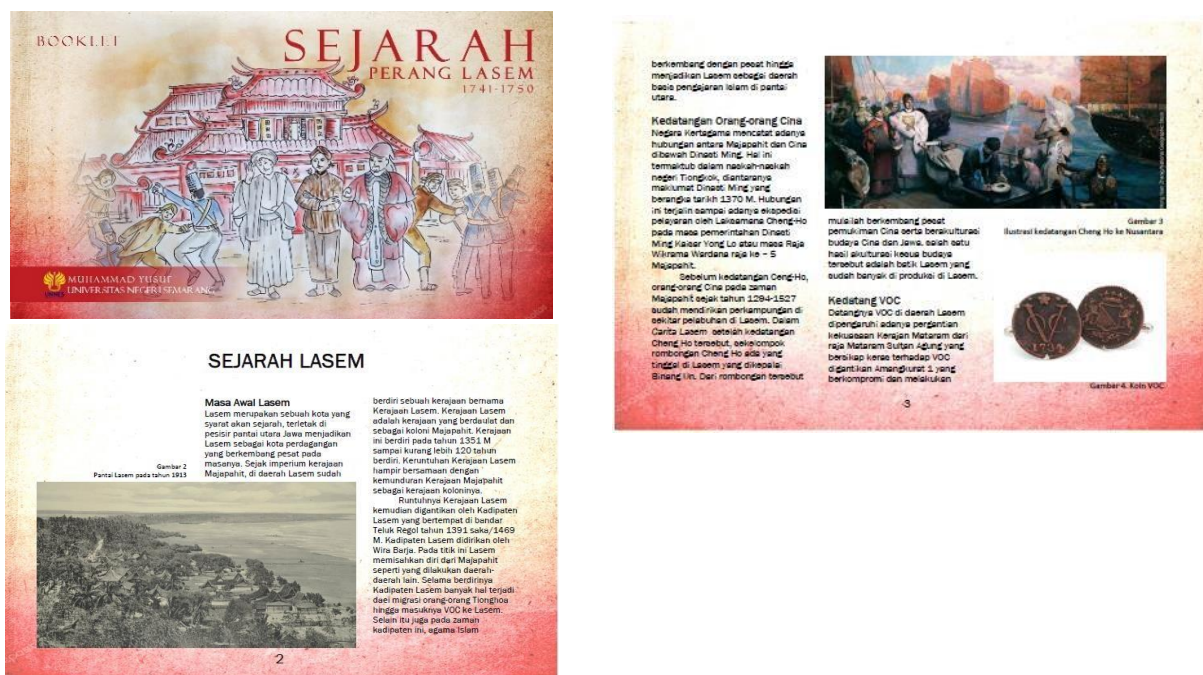 BOOKLET
SEJARAH
PERANG LASEM
1741-1750
MUHAMMAD YUSUF
UNIVERSITAS NEGERI SEMARANG
SEJARAH LASEM
Masa Awal Lasem
Lasem merupakan sebuah kota yang
syarat akan sejarah, terletak di
pesisir pantai utara Jawa menjadikan
Lasem sebagai kota perdagangan
yang berkembang pesat pada
masanya. Sejak imperium kerajaan
Majapahit, di daerah Lasem sudah
Gambar 2
Pantai Lasem pada tahun 1913
berdiri sebuah kerajaan bernama
Kerajaan Lasem. Kerajaan Lasem
adalah kerajaan yang berdaulat dan
sebagai koloni Majapahit. Kerajaan
ini berdiri pada tahun 1351 M
sampai kurang lebih 120 tahun
berdiri. Keruntuhan Kerajaan Lasem
hampir bersamaan dengan
kemunduran Kerajaan Majapahit
sebagai kerajaan koloninya.
Runtuhnya Kerajaan Lasem
kemudian digantikan oleh Kadipaten
Lasem yang bertempat di bandar
Teluk Regol tahun 1391 saka/1469
M. Kadipaten Lasem didirikan oleh
Wira Barja. Pada titik ini Lasem
memisahkan diri dari Majapahit
seperti yang dilakukan daerah-
daerah lain. Selama berdirinya
Kadipaten Lasem banyak hal terjadi
daei migrasi orang-orang Tionghoa
hingga masuknya VOC ke Lasem.
Selain itu juga pada zaman
kadipaten ini, agama Islam
2
berkembang dengan pesat hingga
menjadikan Lasem sebagai daerah
basis pengajaran Islam di pantai
utara.
Kedatangan Orang-orang Cina
Negara Kertagama mencatat adanya
hubungan antara Majapahit dan Cina
dibawah Dinasti Ming. Hal ini
termaktub dalam naskah-naskah
negeri Tiongkok, diantaranya
maklumat Dinasti Ming yang
berangka tarikh 1370 M. Hubungan
ini terjalin sampai adanya ekspedisi
pelayaran oleh Laksamana Cheng-Ho
pada masa pemerintahan Dinasti
Ming Kaisar Yong Lo atau masa Raja
Wikrama Wardana raja ke – 5
Majapahit.
Sebelum kedatangan Ceng-Ho,
orang-orang Cina pada zaman
Majapahit sejak tahun 1294-1527
sudah mendirikan perkampungan di
sekitar pelabuhan di Lasem. Dalam
Carita Lasem setelah kedatangan
Cheng Ho tersebut, sekelompok
rombongan Cheng Ho ada yang
tinggal di Lasem yang dikepalai
Binang Un. Dari rombongan tersebut
mulailah berkembang pesat
pemukiman Cina serta berakulturasi
budaya Cina dan Jawa. salah satu
hasil akulturasi kedua budaya
tersebut adalah batik Lasem yang
sudah banyak di produksi di Lasem.
Gambar 3
Ilustrasi kedatangan Cheng Ho ke Nusantara
Kedatang VOC
Datangnya VOC di daerah Lasem
dipengaruhi adanya pergantian
kekuasaan Kerajan Mataram dari
raja Mataram Sultan Agung yang
bersikap keras terhadap VOC
digantikan Amangkurat 1 yang
berkompromi dan melakukan
1734
Gambar 4. Koin VOC
3